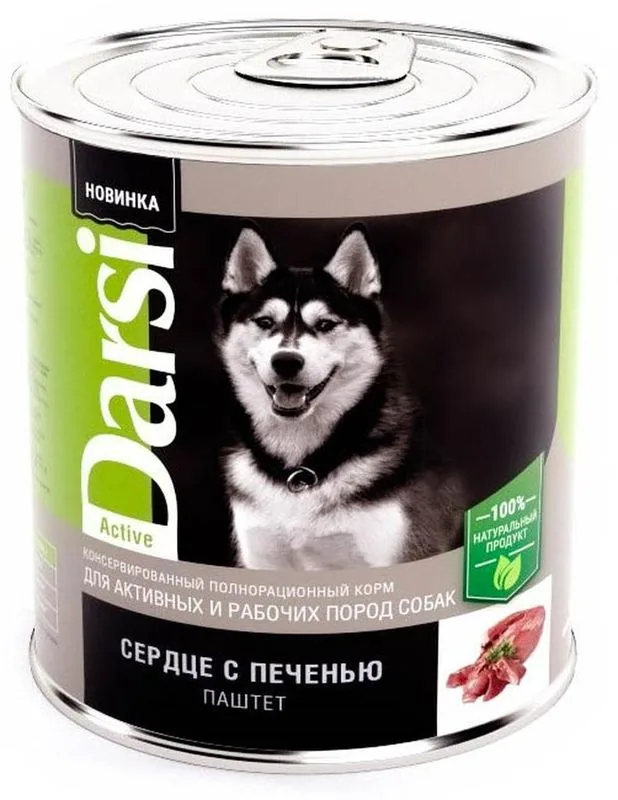 НОВИНКА
Darsi
Active
100%
НАТУРАЛЬНЫЙ
ПРОДУКТ
КОНСЕРВИРОВАННЫЙ ПОЛНОРАЦИОННЫЙ КОРМ
ДЛЯ АКТИВНЫХ И РАБОЧИХ ПОРОД СОБАК
СЕРДЦЕ С ПЕЧЕНЬЮ
ПАШТЕТ